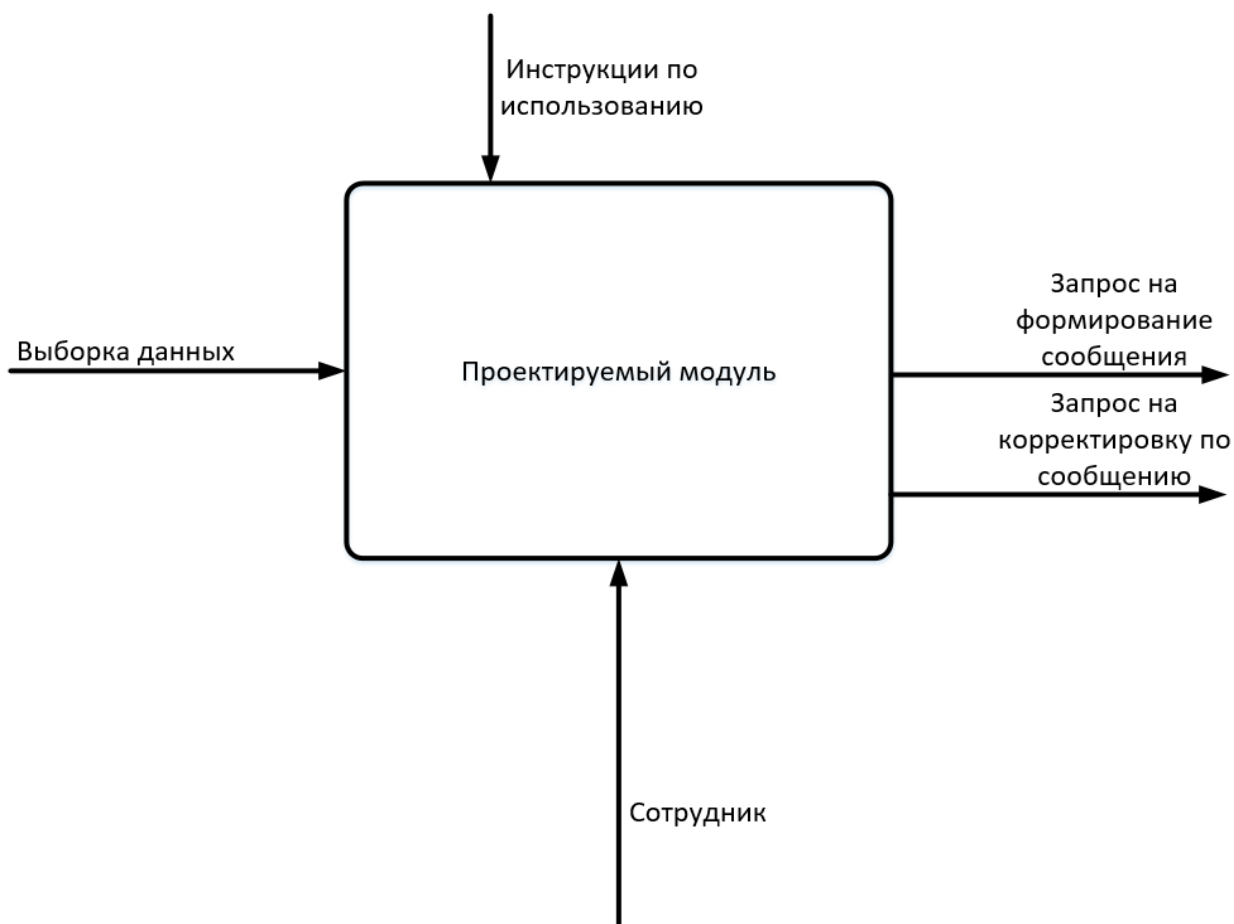 Инструкции по
использованию
Запрос на
формирование
сообщения
Выборка данных
Проектируемый модуль
Запрос на
корректировку по
сообщению
Сотрудник